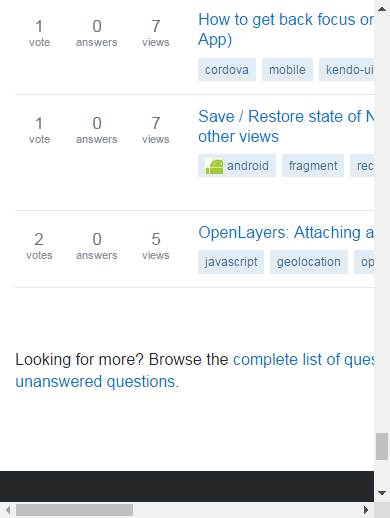 1 0 7 How to get back focus or
vote answers views App)
cordova mobile kendo-ui
1 0 7 Save / Restore state of N
vote answers views other views
android fragment rec
2 0 5 OpenLayers: Attaching a
votes answers views
javascript geolocation op
Looking for more? Browse the complete list of ques
unanswered questions.